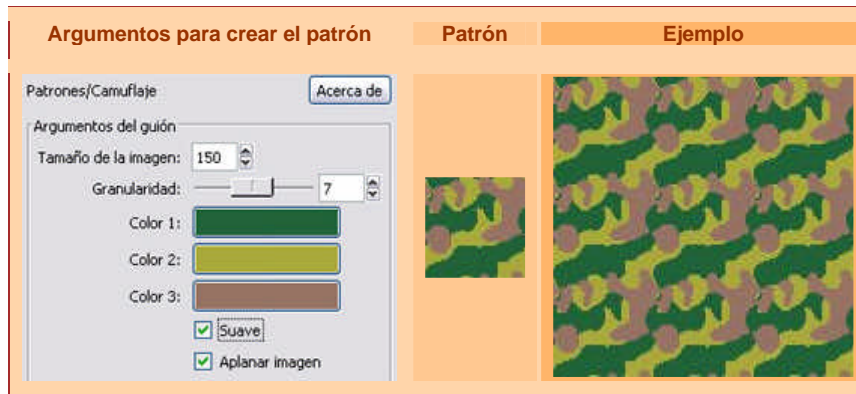 Argumentos para crear el patrón Patrón Ejemplo
Patrones/Camuflaje Acerca de
Argumentos del guión
Tamaño de la imagen: 150
Granularidad: 7
Color 1:
Color 2:
Color 3:
Suave
Aplanar imagen